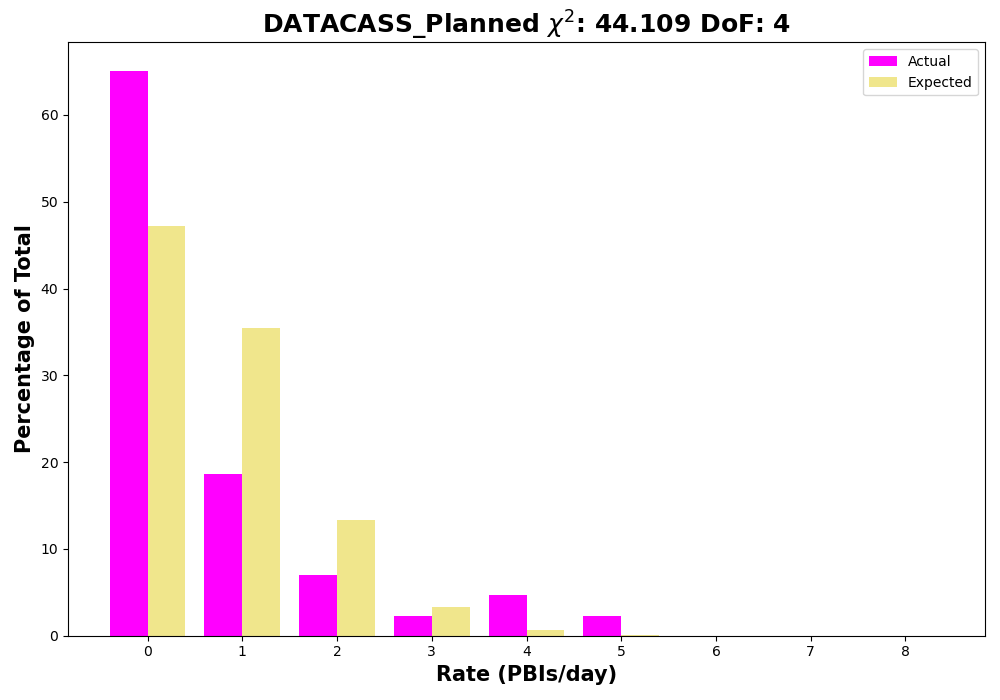 DATACASS_Planned χ²: 44.109 DoF: 4
Actual
Expected
Percentage of Total
60
50
40
30
20
10
0
0 1 2 3 4 5 6 7 8
Rate (PBIs/day)